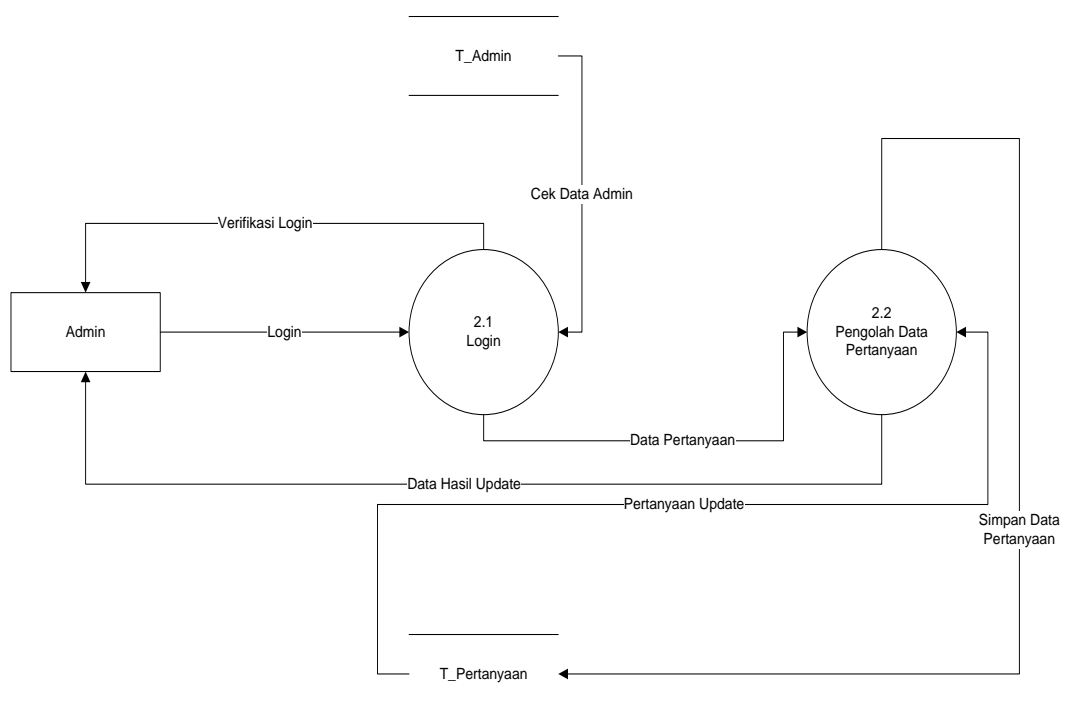 T_Admin
Cek Data Admin
Verifikasi Login
Admin
Login
2.1
Login
2.2
Pengolah Data
Pertanyaan
Data Pertanyaan
Data Hasil Update
Pertanyaan Update
Simpan Data
Pertanyaan
T_Pertanyaan